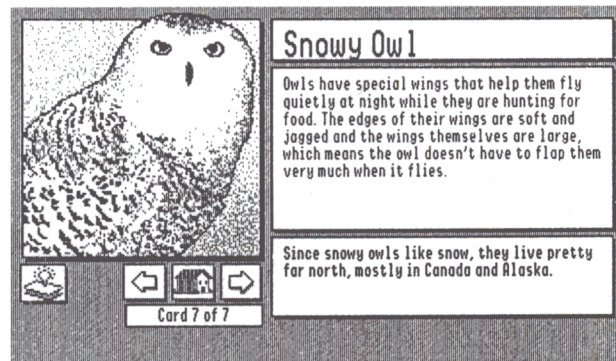 Snowy Owl
Owls have special wings that help them fly
quietly at night while they are hunting for
food. The edges of their wings are soft and
jagged and the wings themselves are large,
which means the owl doesn't have to flap them
very much when it flies.
Since snowy owls like snow, they live pretty
far north, mostly in Canada and Alaska.
Card 7 of 7